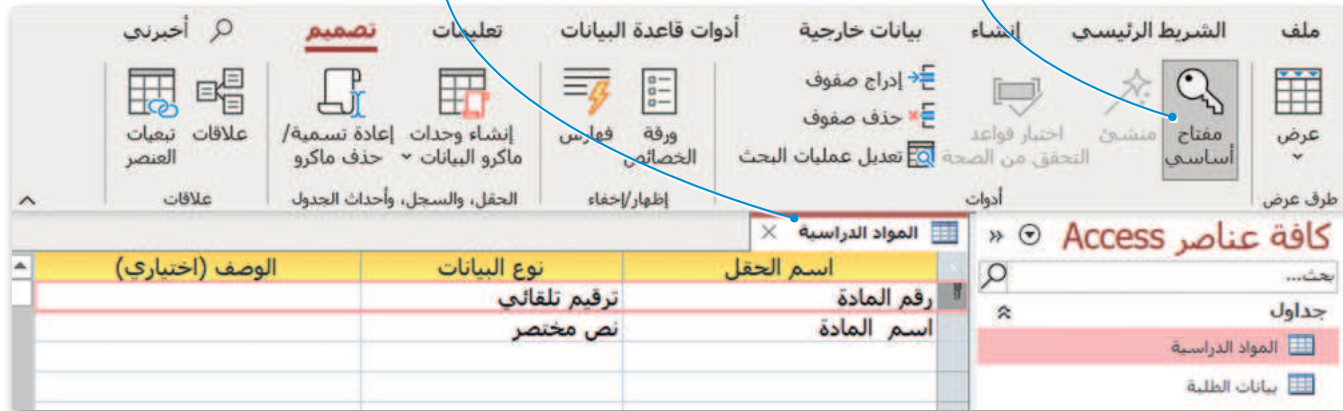 ملف الشريط الرئيسي إنشاء بيانات خارجية أدوات قاعدة البيانات تعليمات تصميم أخبرني
عرض
مفتاح أساسي
منشئ
اختبار قواعد التحقق من الصحة
إدراج صفوف
حذف صفوف
تعديل عمليات البحث
ورقة الخصائص
فهارس
إنشاء وحدات ماكرو البيانات
إعادة تسمية/ حذف ماكرو
علاقات
تبعيات العنصر
طرق عرض أدوات إظهار/إخفاء الحقل، والسجل، وأحداث الجدول علاقات
كافة عناصر Access
بحث...
جداول
المواد الدراسية
بيانات الطلبة
المواد الدراسية
اسم الحقل نوع البيانات الوصف (اختياري)
رقم المادة ترقيم تلقائي
اسم المادة نص مختصر